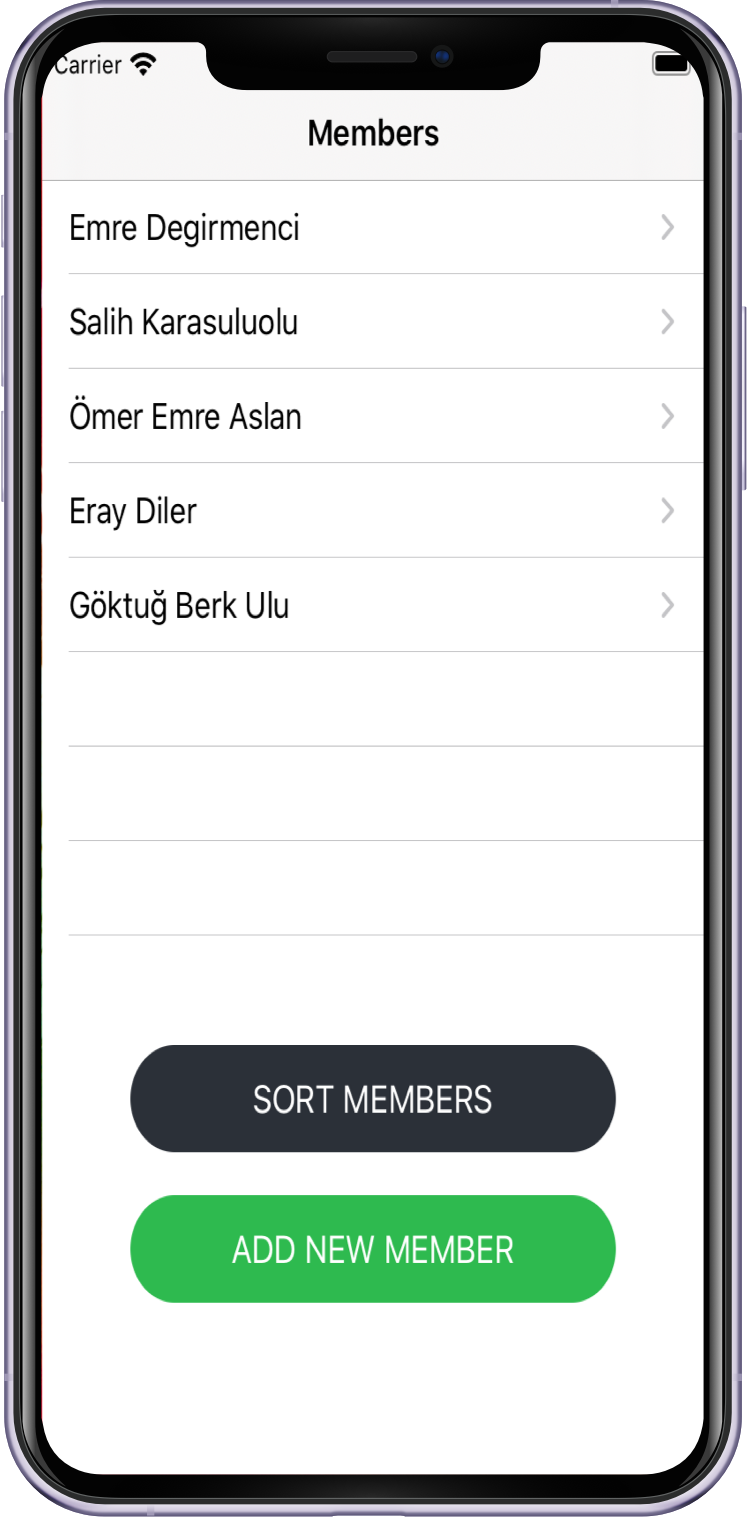 Carrier
Members
Emre Degirmenci
Salih Karasuluolu
Ömer Emre Aslan
Eray Diler
Göktuğ Berk Ulu
SORT MEMBERS
ADD NEW MEMBER